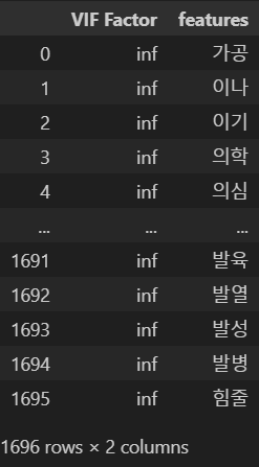 VIF Factor features
0 inf 가공
1 inf 이나
2 inf 이기
3 inf 의학
4 inf 의심
... ... ...
1691 inf 발육
1692 inf 발열
1693 inf 발성
1694 inf 발병
1695 inf 힘줄
1696 rows × 2 columns